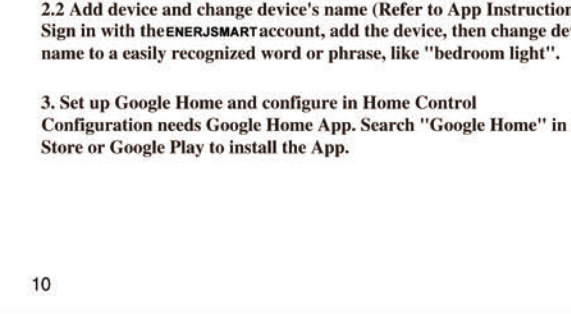 2.2 Add device and change device's name (Refer to App Instruction
Sign in with theENERJSMARTaccount, add the device, then change de
name to a easily recognized word or phrase, like "bedroom light".
3. Set up Google Home and configure in Home Control
Configuration needs Google Home App. Search "Google Home" in
Store or Google Play to install the App.
10